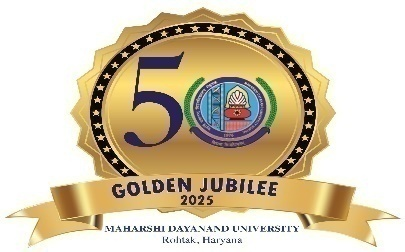 50
GOLDEN JUBILEE
2025
MAHARSHI DAYANAND UNIVERSITY
Rohtak, Haryana